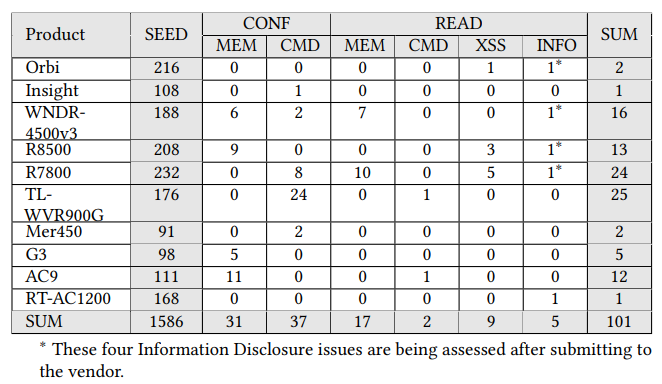 Product SEED CONF READ SUM
MEM CMD MEM CMD XSS INFO
Orbi 216 0 0 0 0 1 1* 2
Insight 108 0 1 0 0 0 0 1
WNDR-
4500v3 188 6 2 7 0 0 1* 16
R8500 208 9 0 0 0 3 1* 13
R7800 232 0 8 10 0 5 1* 24
TL-
WVR900G 176 0 24 0 1 0 0 25
Mer450 91 0 2 0 0 0 0 2
G3 98 5 0 0 0 0 0 5
AC9 111 11 0 0 1 0 0 12
RT-AC1200 168 0 0 0 0 0 1 1
SUM 1586 31 37 17 2 9 5 101
* These four Information Disclosure issues are being assessed after submitting to
the vendor.